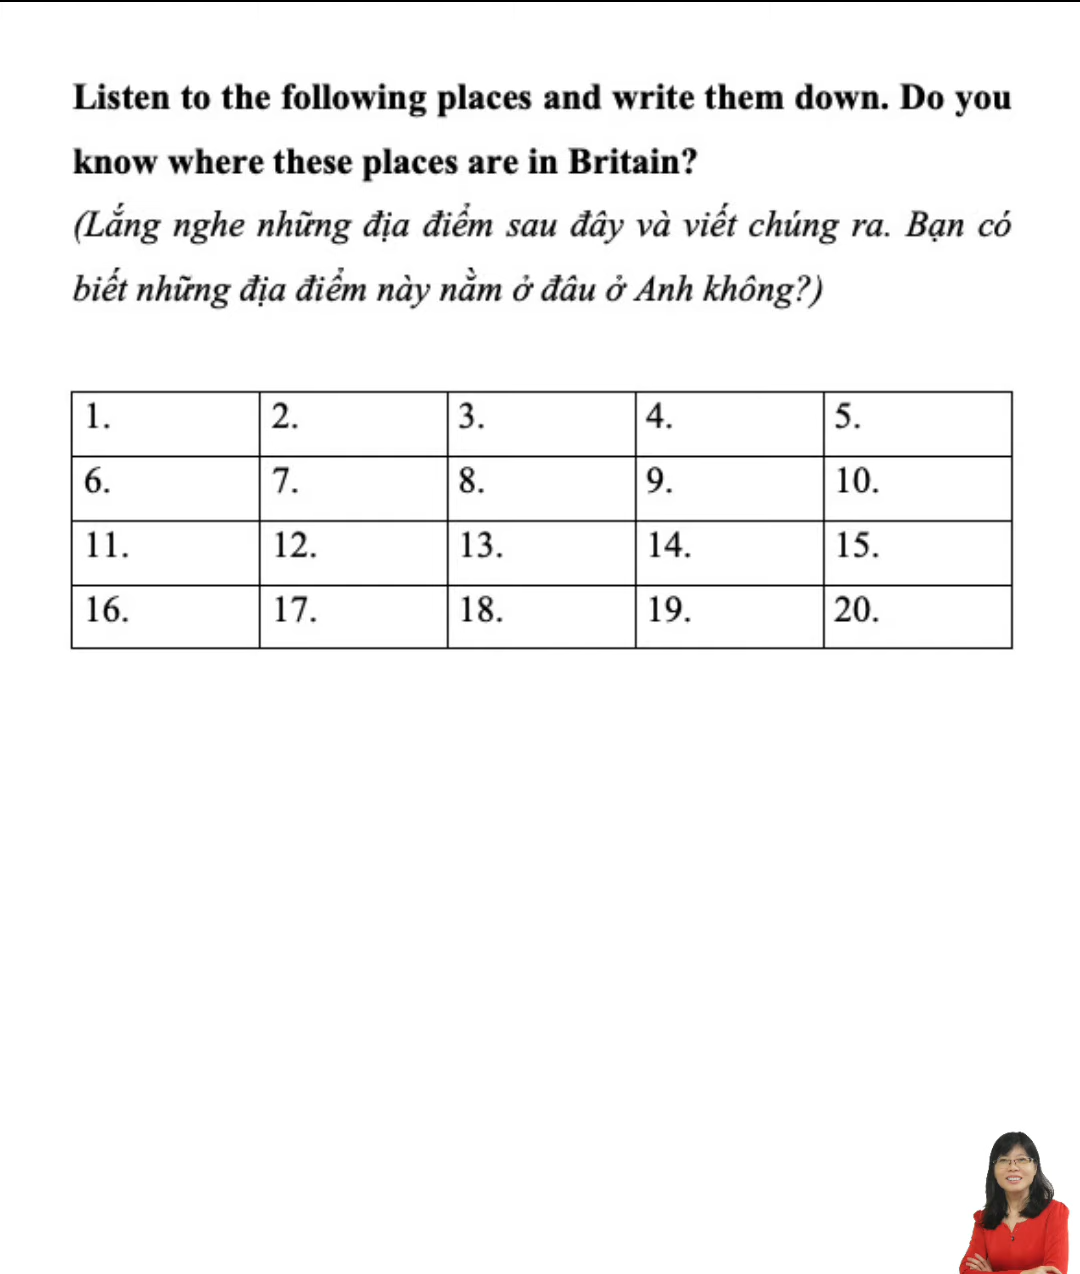 Listen to the following places and write them down. Do you
know where these places are in Britain?
(Lắng nghe những địa điểm sau đây và viết chúng ra. Bạn có
biết những địa điểm này nằm ở đâu ở Anh không?)
1. 2. 3. 4. 5.
6. 7. 8. 9. 10.
11. 12. 13. 14. 15.
16. 17. 18. 19. 20.